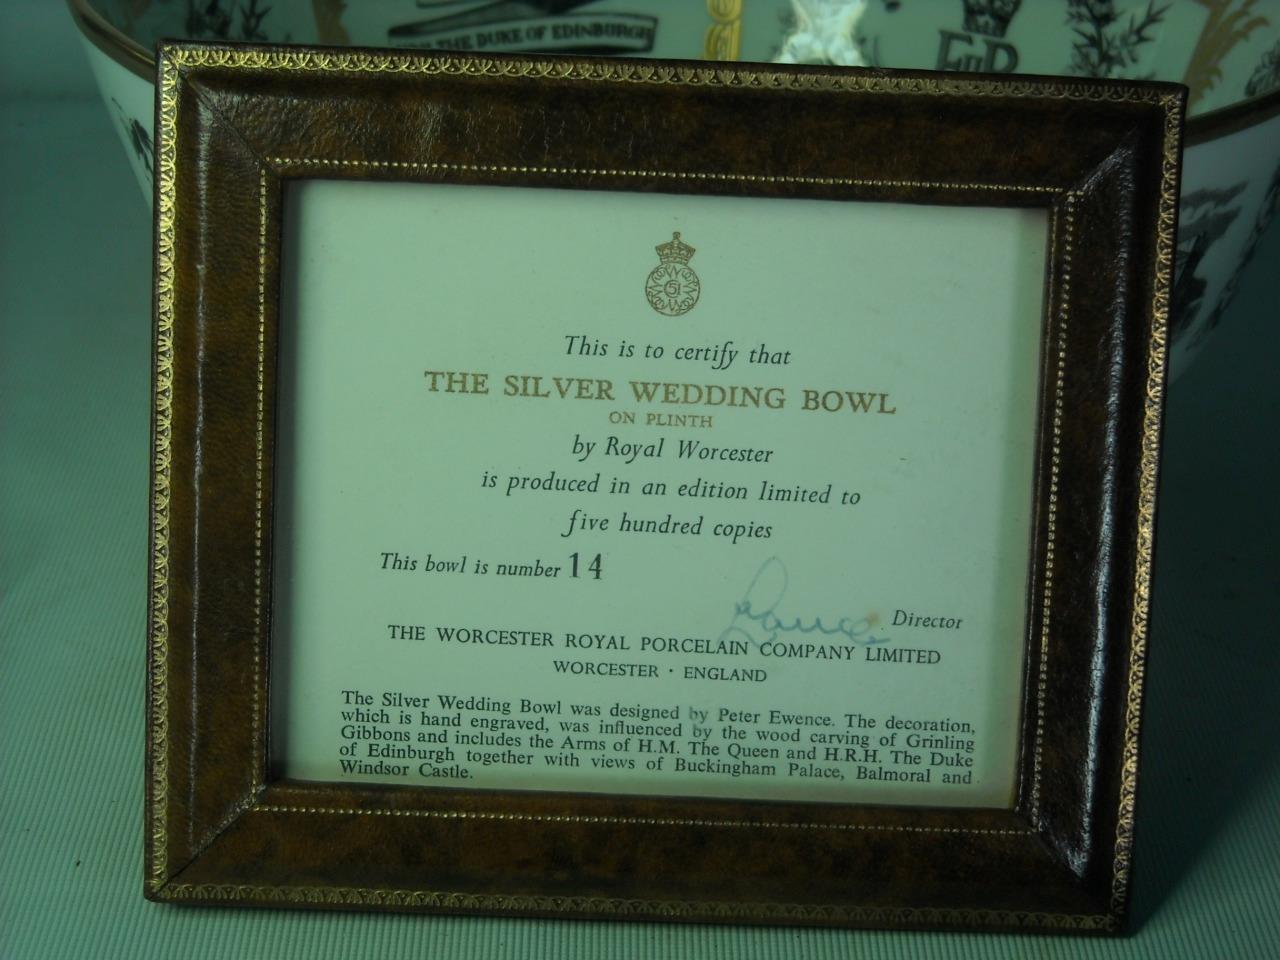 THE DUKE OF EDINBURGH
EIIR
51
This is to certify that
THE SILVER WEDDING BOWL
ON PLINTH
by Royal Worcester
is produced in an edition limited to
five hundred copies
This bowl is number 14
Director
THE WORCESTER ROYAL PORCELAIN COMPANY LIMITED
WORCESTER · ENGLAND
The Silver Wedding Bowl was designed by Peter Ewence. The decoration,
which is hand engraved, was influenced by the wood carving of Grinling
Gibbons and includes the Arms of H.M. The Queen and H.R.H. The Duke
of Edinburgh together with views of Buckingham Palace, Balmoral and
Windsor Castle.